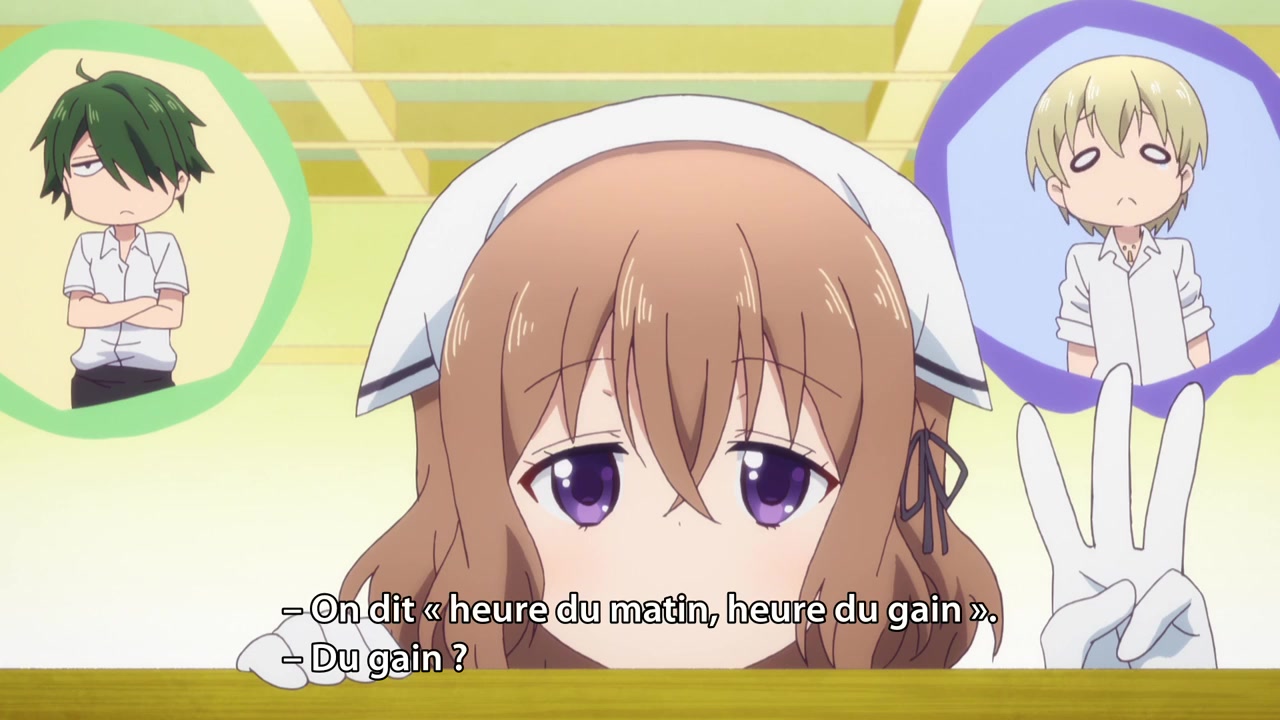 – On dit « heure du matin, heure du gain ».
– Du gain ?